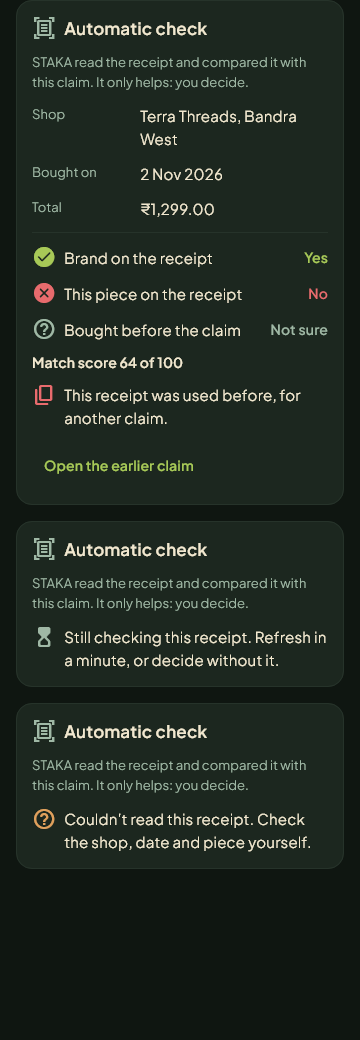 Automatic check
STAKA read the receipt and compared it with
this claim. It only helps: you decide.
Shop
Terra Threads, Bandra
West
Bought on
2 Nov 2026
Total
₹1,299.00
Brand on the receipt
Yes
This piece on the receipt
No
Bought before the claim
Not sure
Match score 64 of 100
This receipt was used before, for
another claim.
Open the earlier claim
Automatic check
STAKA read the receipt and compared it with
this claim. It only helps: you decide.
Still checking this receipt. Refresh in
a minute, or decide without it.
Automatic check
STAKA read the receipt and compared it with
this claim. It only helps: you decide.
Couldn't read this receipt. Check
the shop, date and piece yourself.